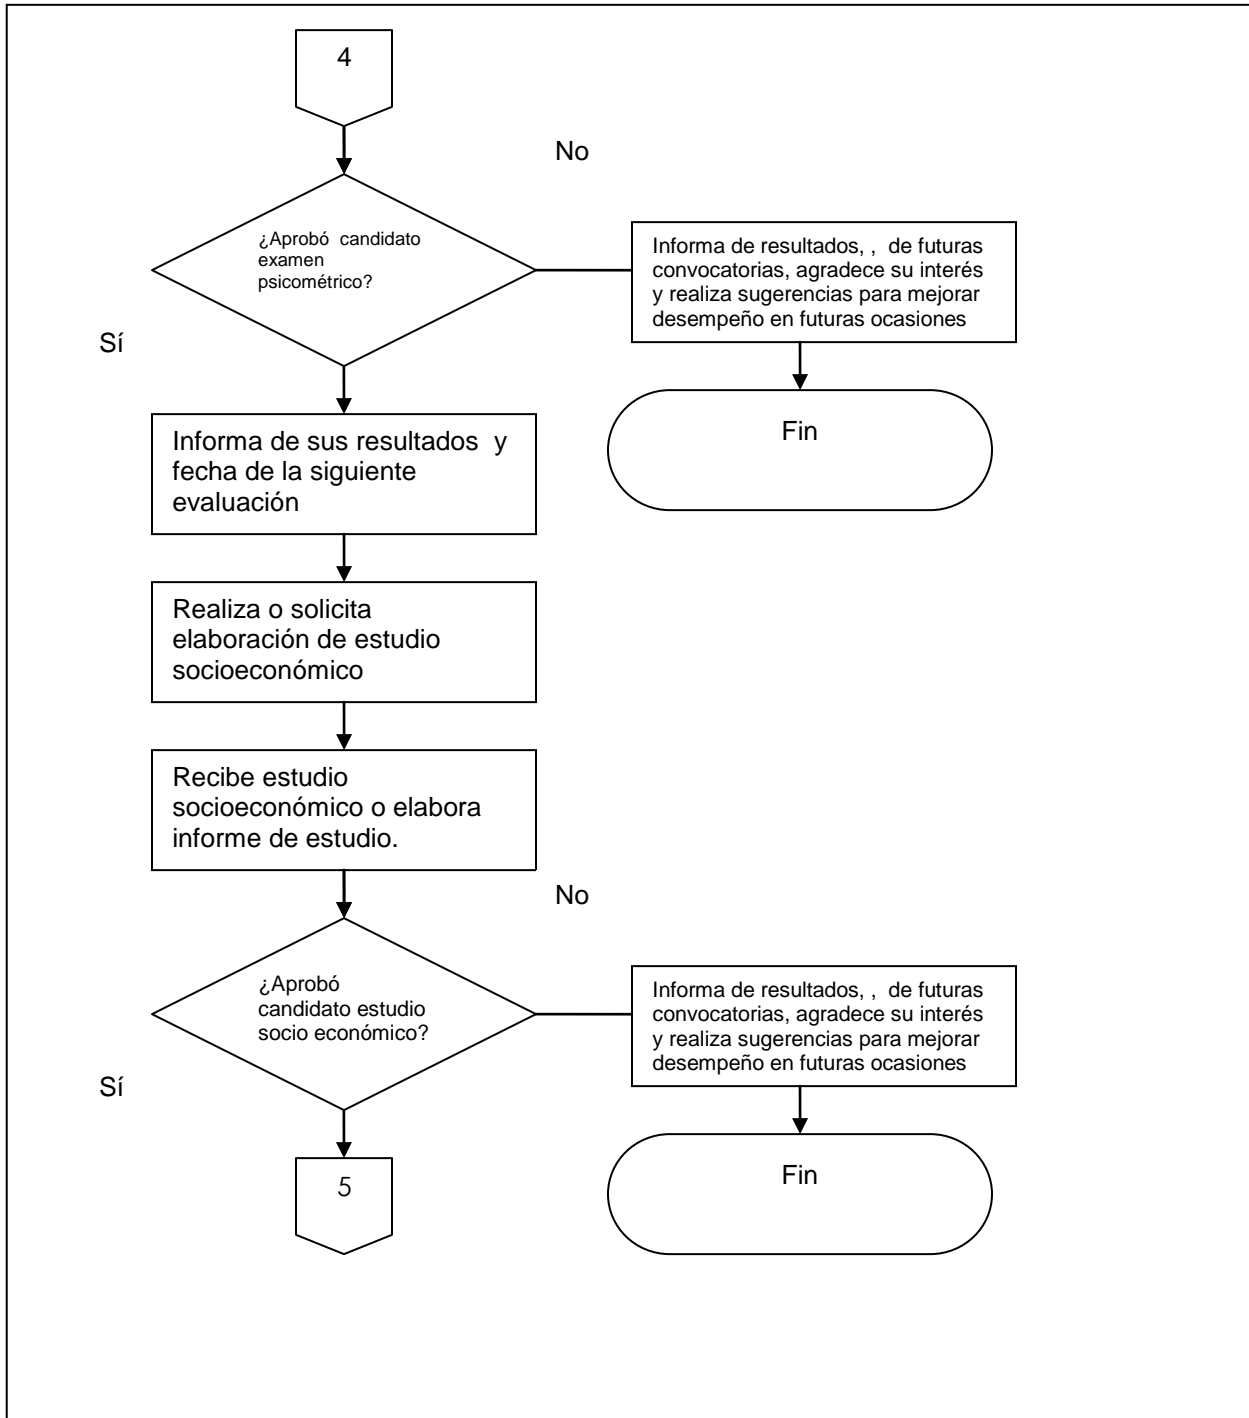 4
No
¿Aprobó  candidato
examen
psicométrico?
Informa de resultados, ,  de futuras
convocatorias, agradece su interés
y realiza sugerencias para mejorar
desempeño en futuras ocasiones
Sí
Fin
Informa de sus resultados  y
fecha de la siguiente
evaluación
Realiza o solicita
elaboración de estudio
socioeconómico
Recibe estudio
socioeconómico o elabora
informe de estudio.
No
¿Aprobó
candidato estudio
socio económico?
Informa de resultados, ,  de futuras
convocatorias, agradece su interés
y realiza sugerencias para mejorar
desempeño en futuras ocasiones
Sí
Fin
5